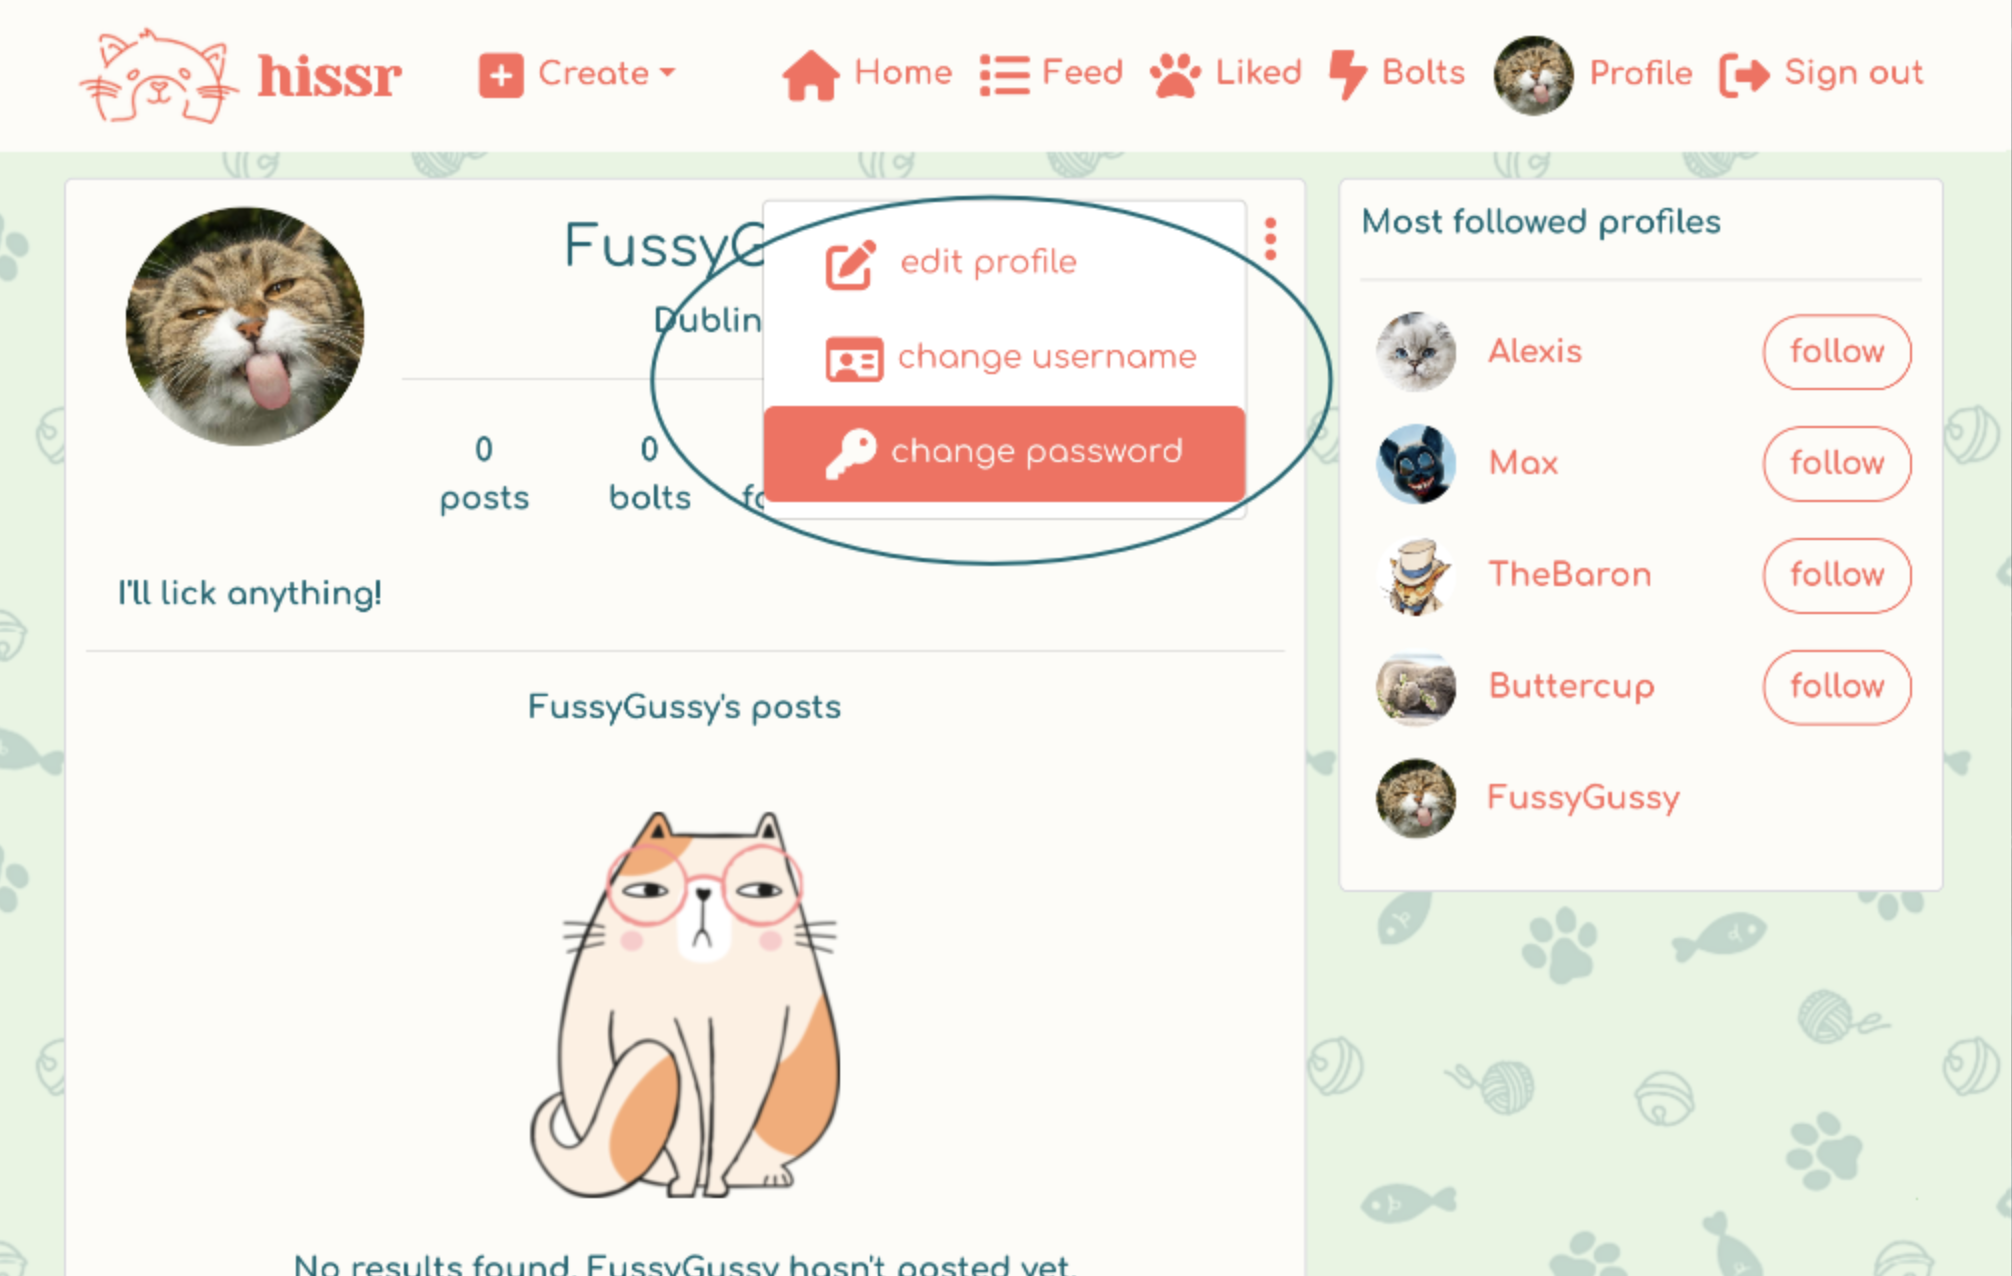 hissr
Create
Home
Feed
Liked
Bolts
Profile
Sign out
FussyG
Dublin
0
posts
0
bolts
edit profile
change username
change password
I'll lick anything!
FussyGussy's posts
No results found, FussyGussy hasn't posted yet.
Most followed profiles
Alexis
follow
Max
follow
TheBaron
follow
Buttercup
follow
FussyGussy